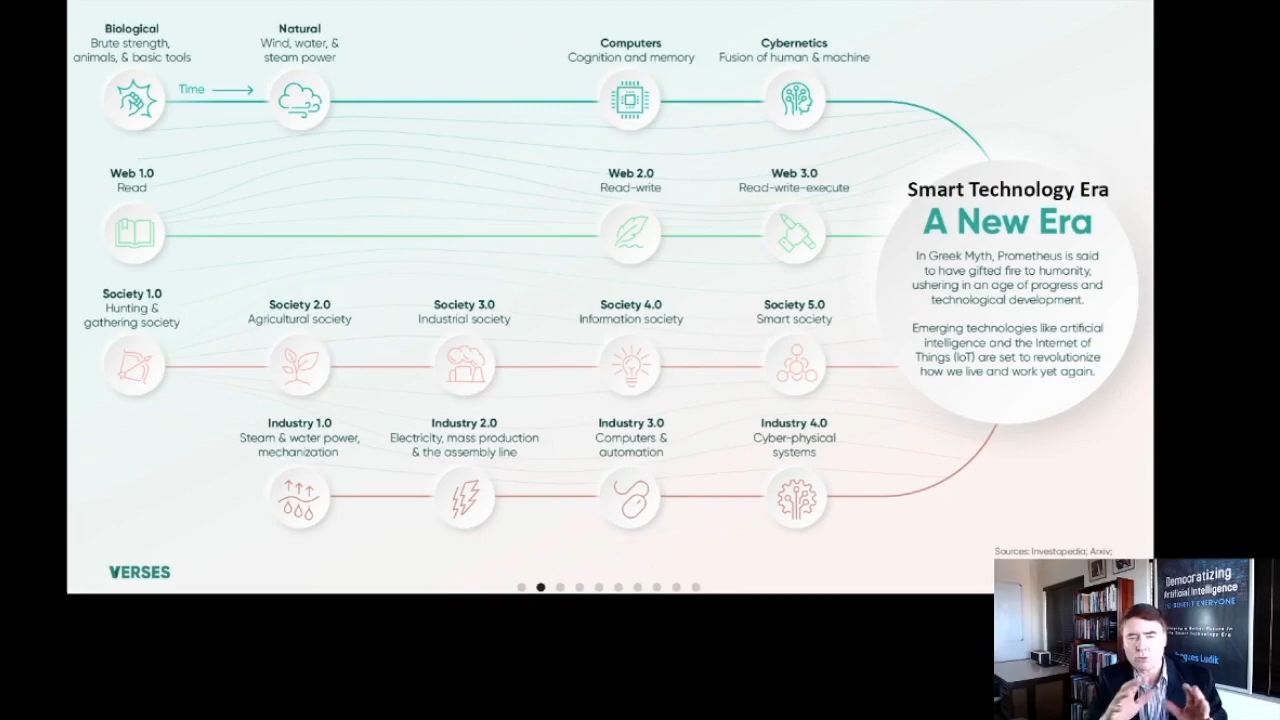 Biological
Brute strength,
animals, & basic tools
Time
Natural
Wind, water, &
steam power
Computers
Cognition and memory
Cybernetics
Fusion of human & machine
Web 1.0
Read
Web 2.0
Read-write
Web 3.0
Read-write-execute
Society 1.0
Hunting &
gathering society
Society 2.0
Agricultural society
Society 3.0
Industrial society
Society 4.0
Information society
Society 5.0
Smart society
Industry 1.0
Steam & water power,
mechanization
Industry 2.0
Electricity, mass production
& the assembly line
Industry 3.0
Computers &
automation
Industry 4.0
Cyber-physical
systems
Smart Technology Era
A New Era
In Greek Myth, Prometheus is said
to have gifted fire to humanity,
ushering in an age of progress and
technological development.
Emerging technologies like artificial
intelligence and the Internet of
Things (IoT) are set to revolutionize
how we live and work yet again.
VERSES
Sources: Investopedia; Arxiv;
Democratizing
Artificial Intelligence
TO BENEFIT EVERYONE
Smart Technology Era
Ludik